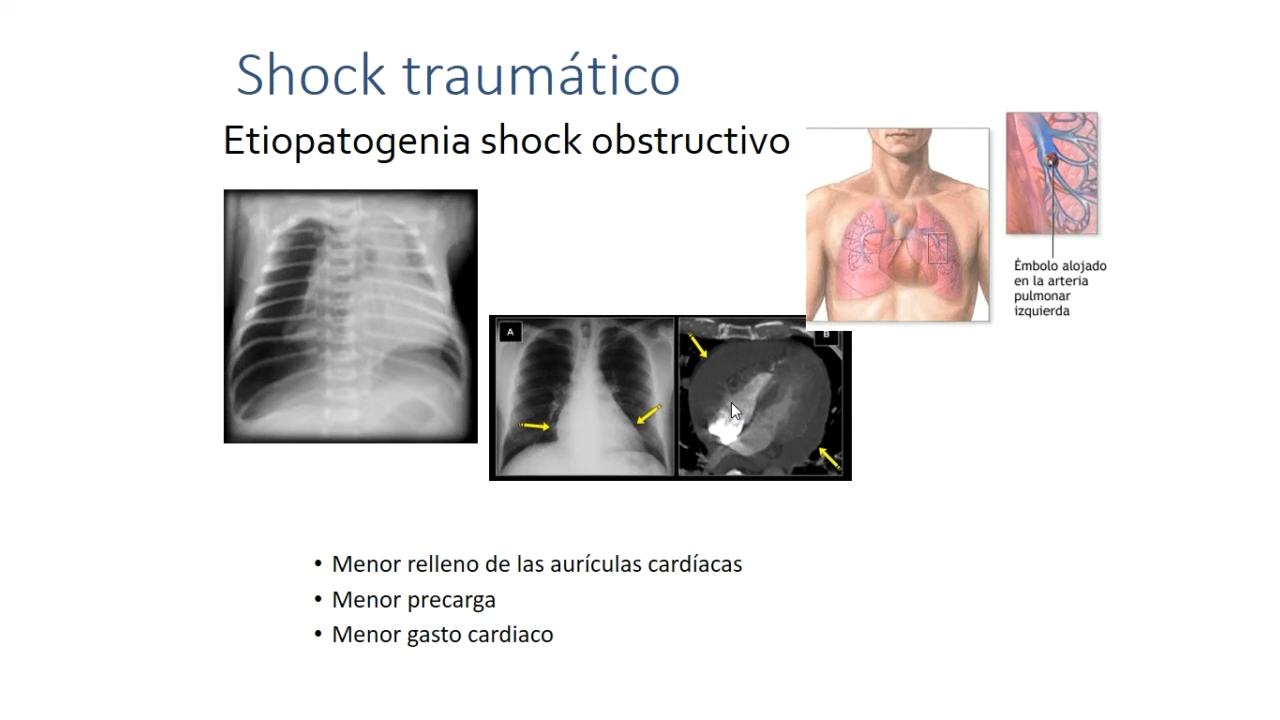 Shock traumático
Etiopatogenia shock obstructivo
Émbolo alojado
en la arteria
pulmonar
izquierda
A
B
• Menor relleno de las aurículas cardíacas
• Menor precarga
• Menor gasto cardiaco